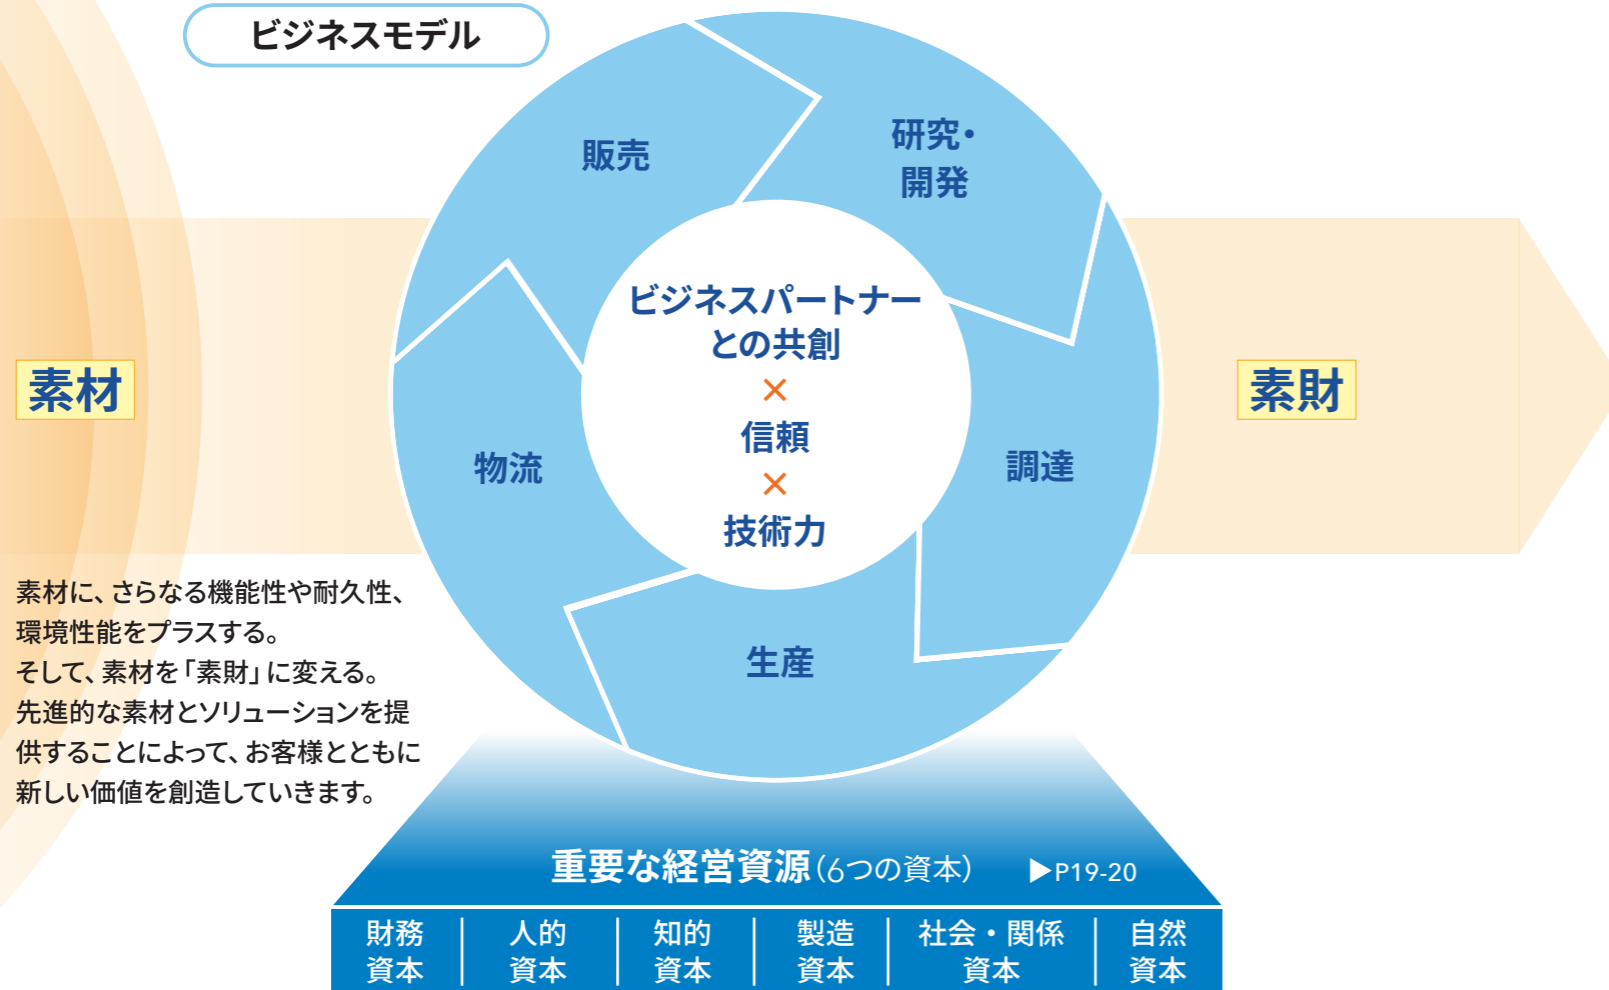 ビジネスモデル
販売
研究・
開発
ビジネスパートナー
との共創
×
信頼
×
技術力
素材
素財
物流
調達
生産
素材に、さらなる機能性や耐久性、
環境性能をプラスする。
そして、素材を「素財」に変える。
先進的な素材とソリューションを提
供することによって、お客様とともに
新しい価値を創造していきます。
重要な経営資源（6つの資本） ▶P19-20
財務
資本
人的
資本
知的
資本
製造
資本
社会・関係
資本
自然
資本